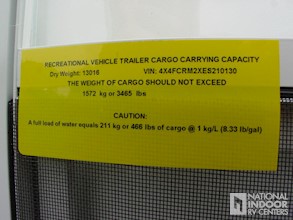 RECREATIONAL VEHICLE TRAILER CARGO CARRYING CAPACITY
Dry Weight: 13016 VIN: 4X4FCRM2XES210130
THE WEIGHT OF CARGO SHOULD NOT EXCEED
1572 kg or 3465 lbs
CAUTION:
A full load of water equals 211 kg or 466 lbs of cargo @ 1 kg/L (8.33 lb/gal)
NATIONAL
INDOOR
RV CENTERS